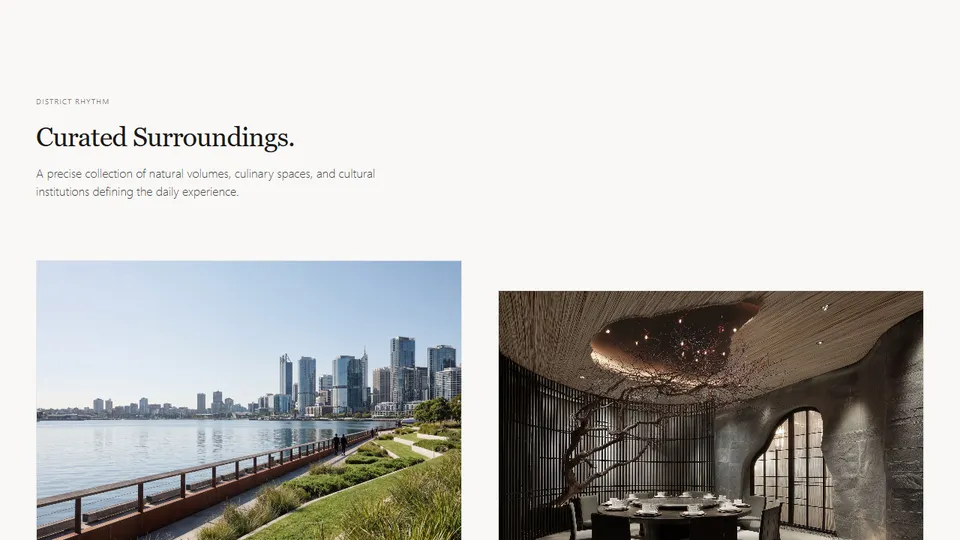 DISTRICT RHYTHM
Curated Surroundings.
A precise collection of natural volumes, culinary spaces, and cultural
institutions defining the daily experience.